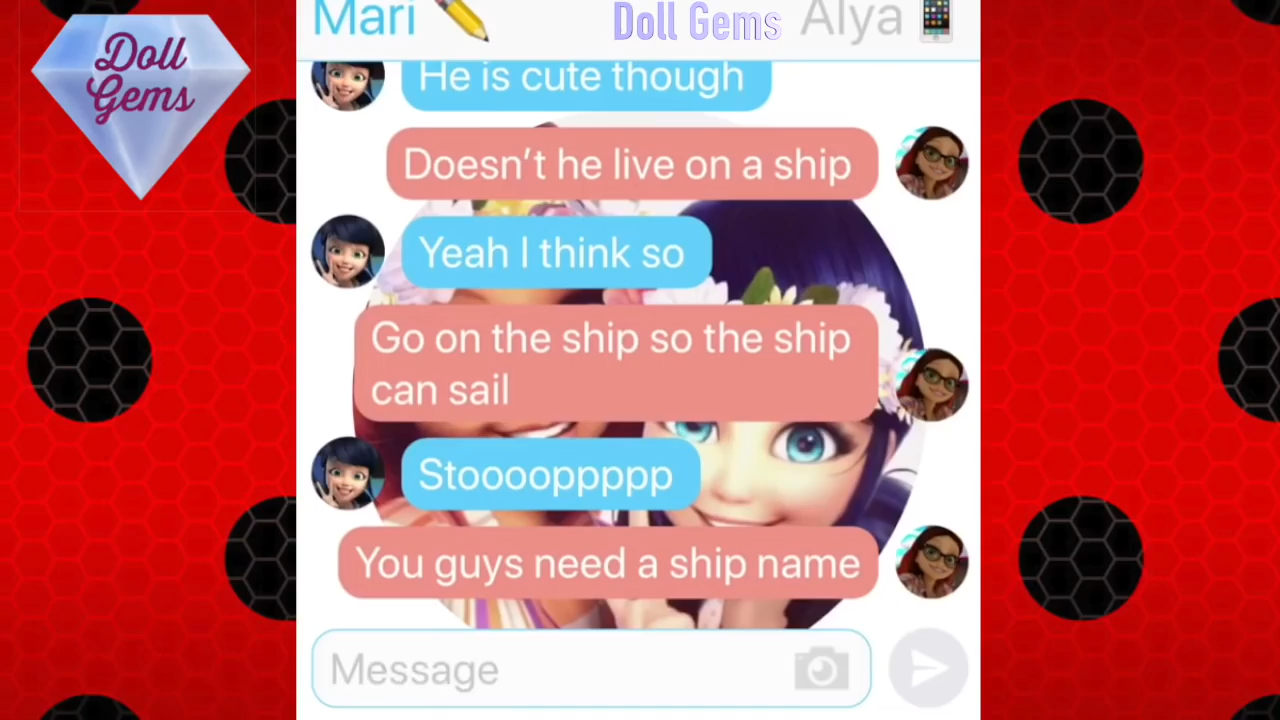 Doll
Gems
Mari
Doll Gems
Alya
He is cute though
Doesn’t he live on a ship
Yeah I think so
Go on the ship so the ship
can sail
Stooooppppp
You guys need a ship name
Message